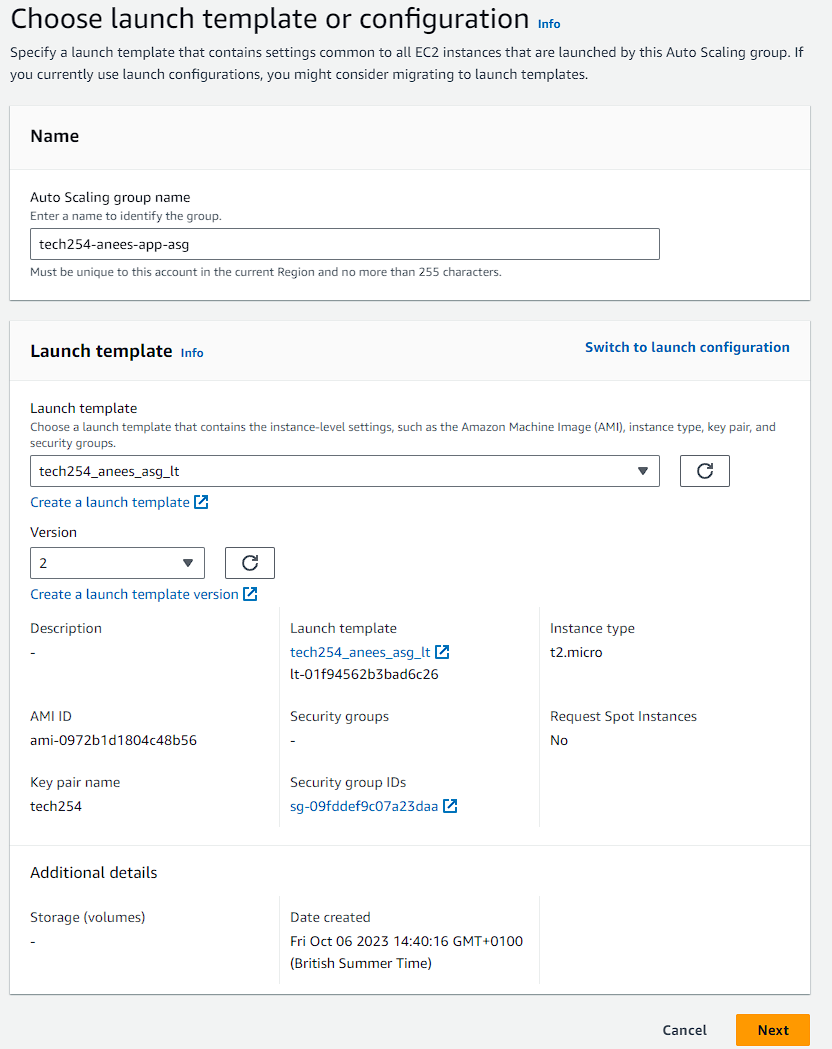 Choose launch template or configuration Info
Specify a launch template that contains settings common to all EC2 instances that are launched by this Auto Scaling group. If
you currently use launch configurations, you might consider migrating to launch templates.
Name
Auto Scaling group name
Enter a name to identify the group.
tech254-anees-app-asg
Must be unique to this account in the current Region and no more than 255 characters.
Launch template Info
Switch to launch configuration
Launch template
Choose a launch template that contains the instance-level settings, such as the Amazon Machine Image (AMI), instance type, key pair, and
security groups.
tech254_anees_asg_lt
Create a launch template
Version
2
Create a launch template version
Description
-
Launch template
tech254_anees_asg_lt
lt-01f94562b3bad6c26
Instance type
t2.micro
AMI ID
ami-0972b1d1804c48b56
Security groups
-
Request Spot Instances
No
Key pair name
tech254
Security group IDs
sg-09fddef9c07a23daa
Additional details
Storage (volumes)
-
Date created
Fri Oct 06 2023 14:40:16 GMT+0100
(British Summer Time)
Cancel
Next